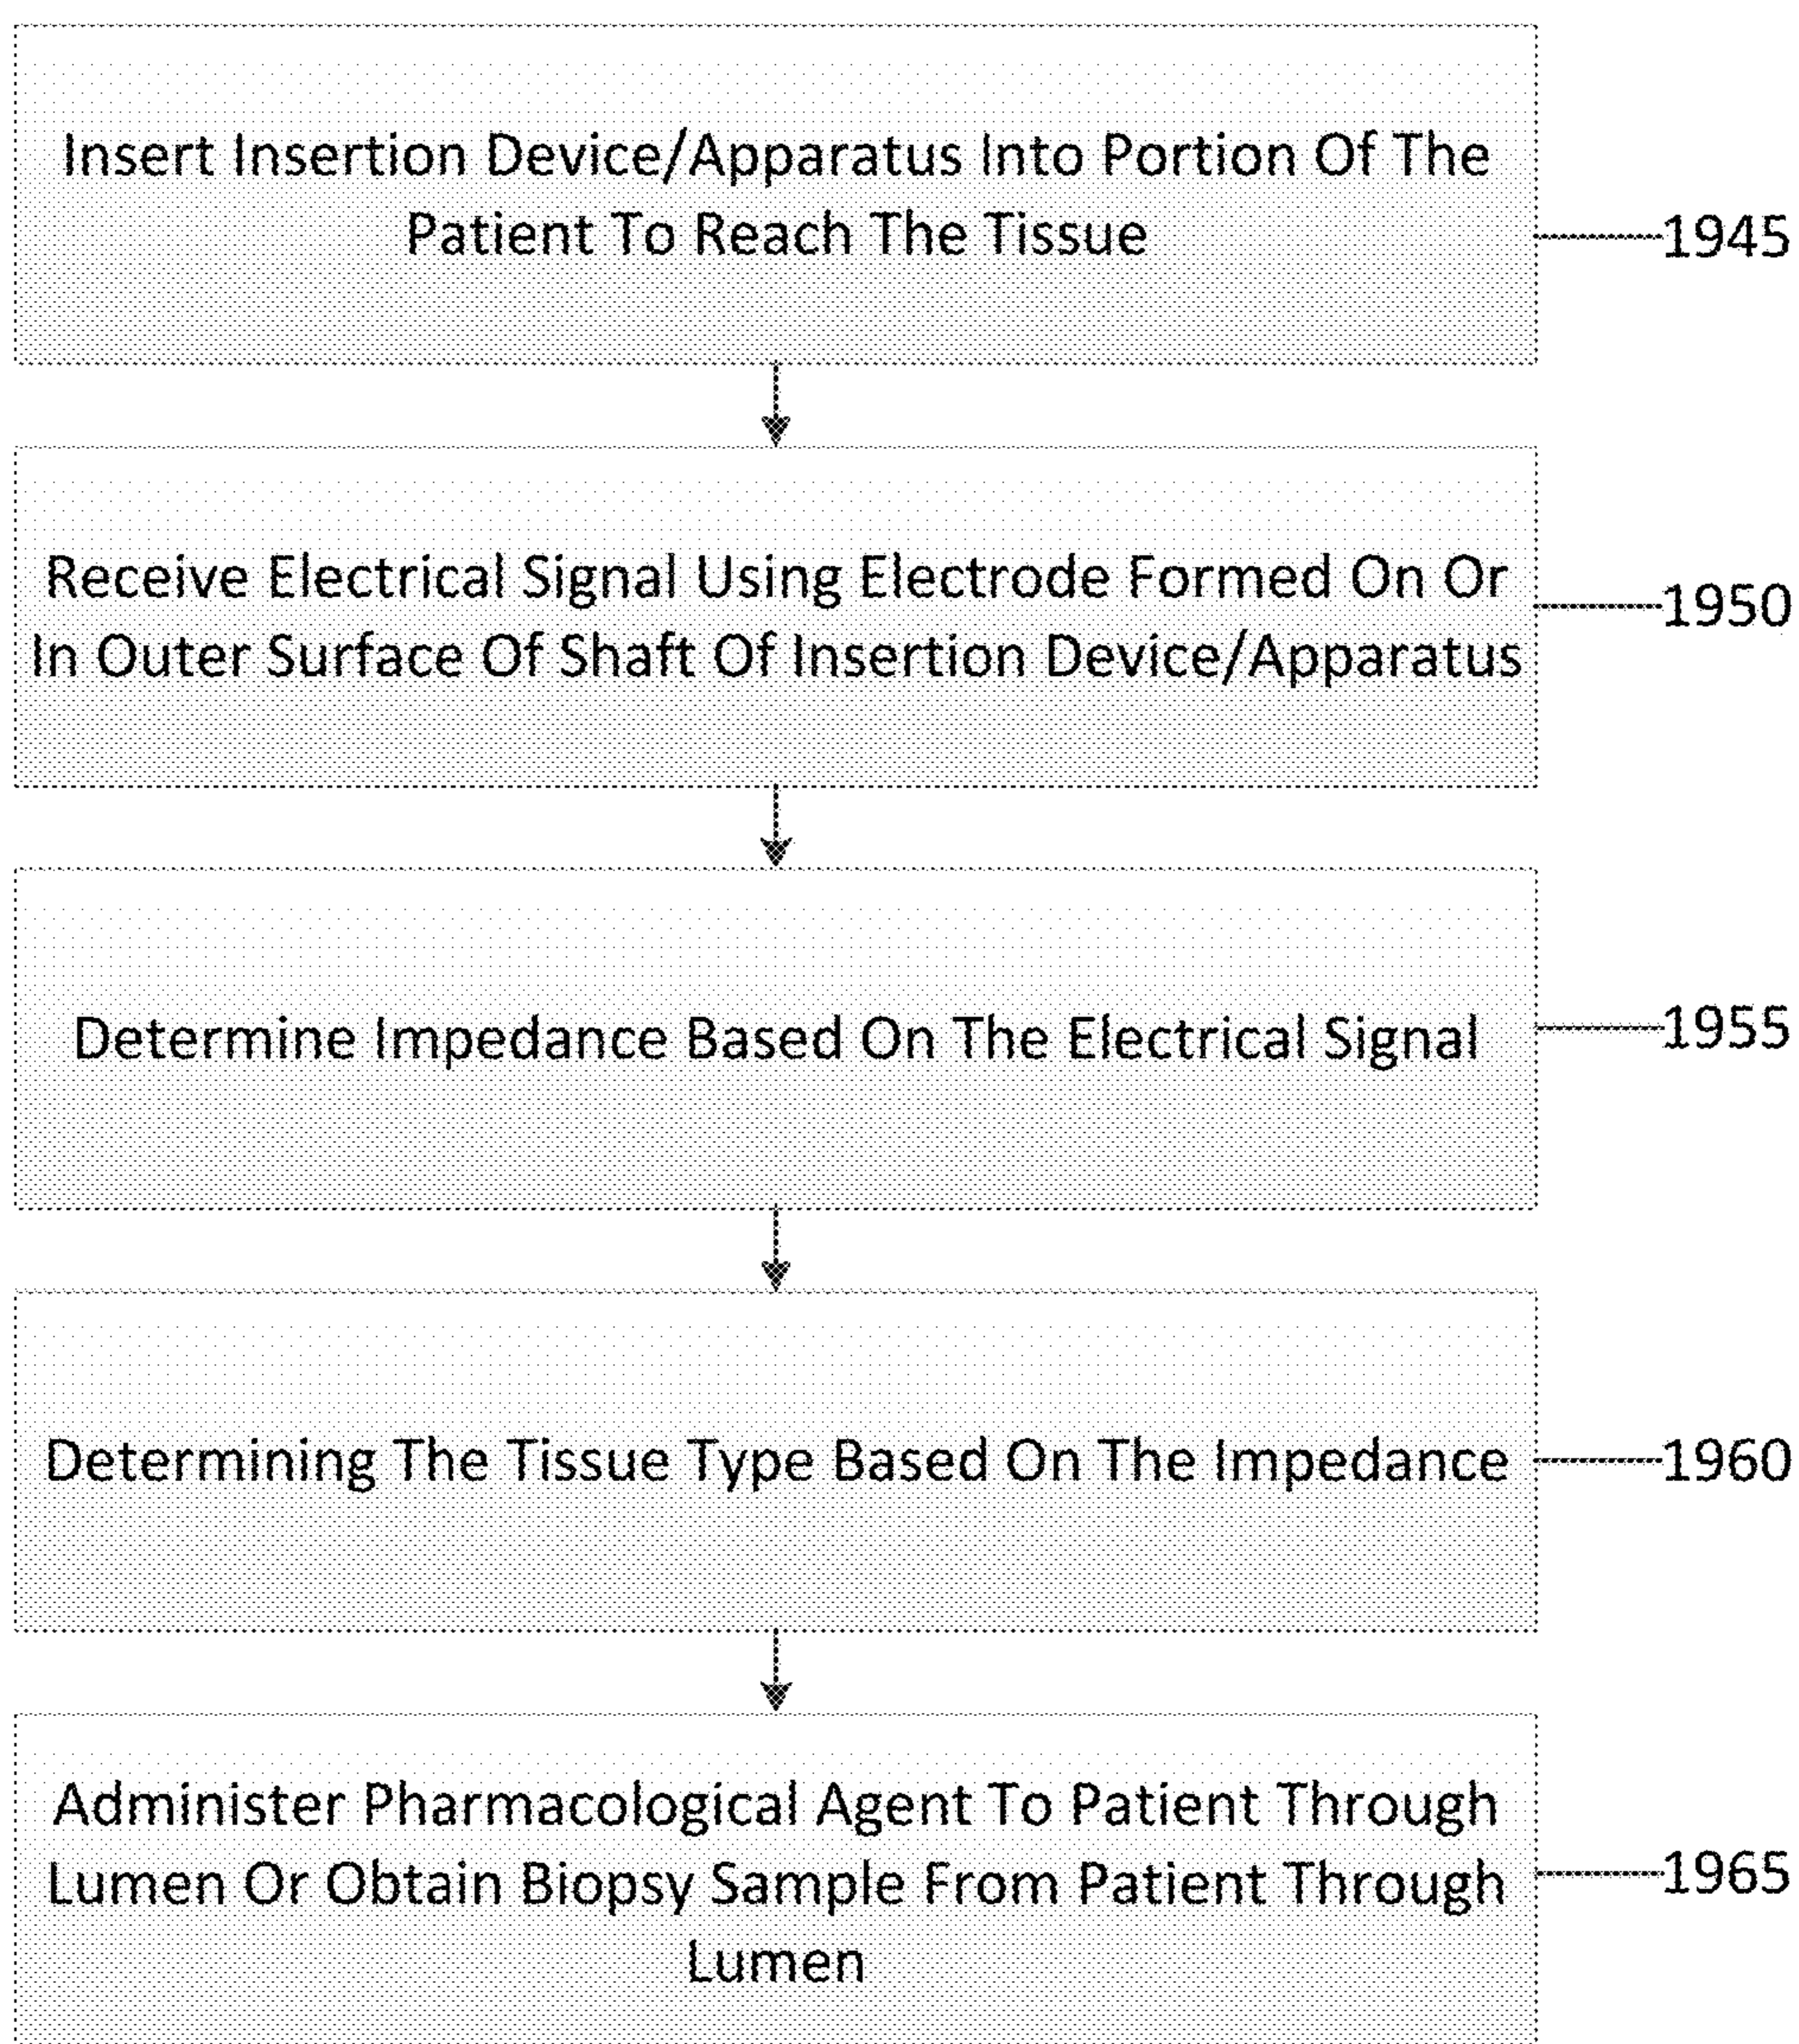 Insert Insertion Device/Apparatus Into Portion Of The
Patient To Reach The Tissue
1945
Receive Electrical Signal Using Electrode Formed On Or
In Outer Surface Of Shaft Of Insertion Device/Apparatus
1950
Determine Impedance Based On The Electrical Signal
1955
Determining The Tissue Type Based On The Impedance
1960
Administer Pharmacological Agent To Patient Through
Lumen Or Obtain Biopsy Sample From Patient Through
Lumen
1965